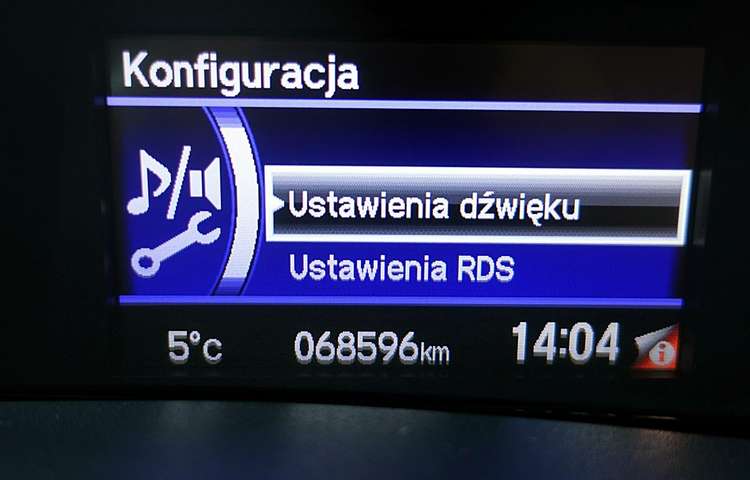 Konfiguracja
Ustawienia dźwięku
Ustawienia RDS
5°C 068596km 14:04 i